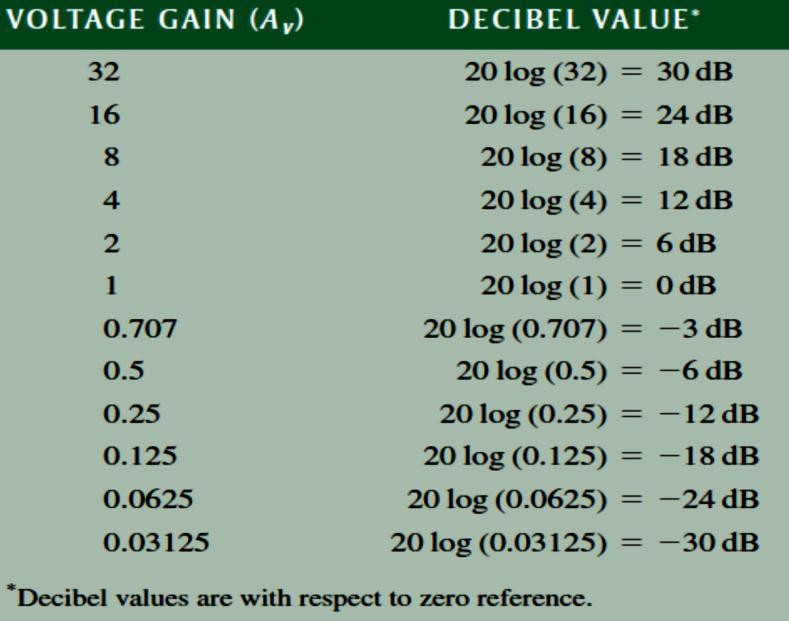 VOLTAGE GAIN (Av) DECIBEL VALUE*
32 20 log (32) = 30 dB
16 20 log (16) = 24 dB
8 20 log (8) = 18 dB
4 20 log (4) = 12 dB
2 20 log (2) = 6 dB
1 20 log (1) = 0 dB
0.707 20 log (0.707) = −3 dB
0.5 20 log (0.5) = −6 dB
0.25 20 log (0.25) = −12 dB
0.125 20 log (0.125) = −18 dB
0.0625 20 log (0.0625) = −24 dB
0.03125 20 log (0.03125) = −30 dB
*Decibel values are with respect to zero reference.